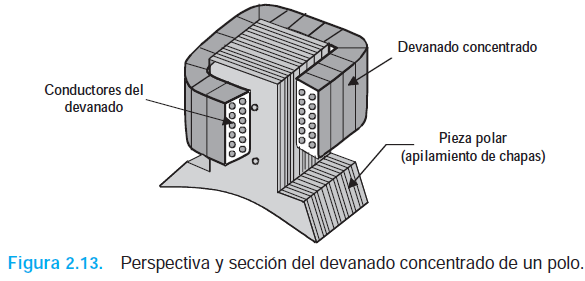 Devanado concentrado
Conductores del
devanado
Pieza polar
(apilamiento de chapas)
Figura 2.13. Perspectiva y sección del devanado concentrado de un polo.